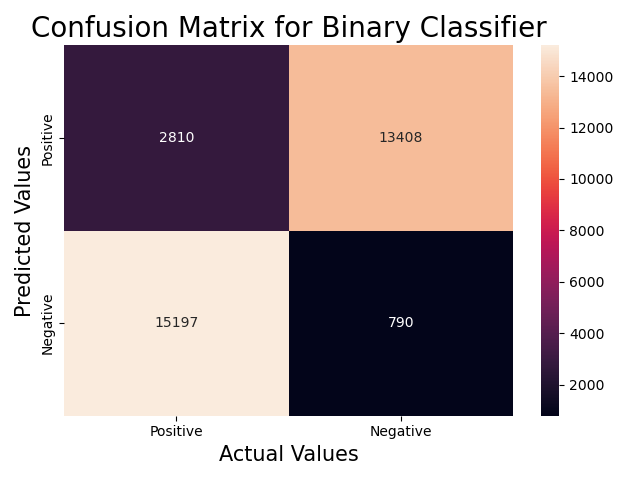 Confusion Matrix for Binary Classifier
Predicted Values
Positive
Negative
2810
13408
15197
790
Positive
Negative
Actual Values
14000
12000
10000
8000
6000
4000
2000